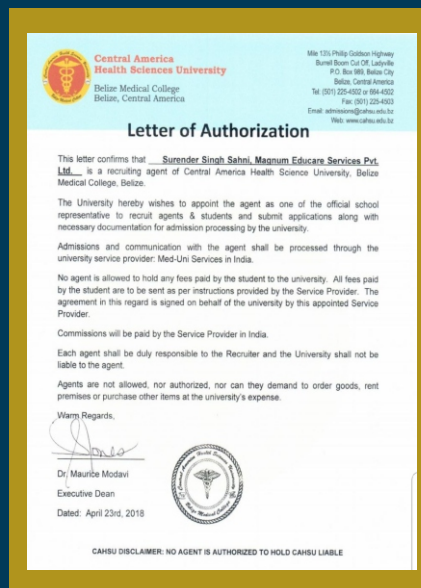 Central America
Health Sciences University
Belize Medical College
Belize, Central America
Mile 13½ Philip Goldson Highway
Burrell Boom Cut Off, Ladyville
P.O. Box 989, Belize City
Belize, Central America
Tel: (501) 225-4502 or 664-4502
Fax: (501) 225-4503
Email: admissions@cahsu.edu.bz
Web: www.cahsu.edu.bz
Letter of Authorization
This letter confirms that Surender Singh Sahni, Magnum Educare Services Pvt.
Ltd. is a recruiting agent of Central America Health Science University, Belize
Medical College, Belize.
The University hereby wishes to appoint the agent as one of the official school
representative to recruit agents & students and submit applications along with
necessary documentation for admission processing by the university.
Admissions and communication with the agent shall be processed through the
university service provider: Med-Uni Services in India.
No agent is allowed to hold any fees paid by the student to the university. All fees paid
by the student are to be sent as per instructions provided by the Service Provider. The
agreement in this regard is signed on behalf of the university by this appointed Service
Provider.
Commissions will be paid by the Service Provider in India.
Each agent shall be duly responsible to the Recruiter and the University shall not be
liable to the agent.
Agents are not allowed, nor authorized, nor can they demand to order goods, rent
premises or purchase other items at the university's expense.
Warm Regards,
Dr. Maurice Modavi
Executive Dean
Dated: April 23rd, 2018
Central America Health Sciences University
Belize Medical College
CAHSU DISCLAIMER: NO AGENT IS AUTHORIZED TO HOLD CAHSU LIABLE